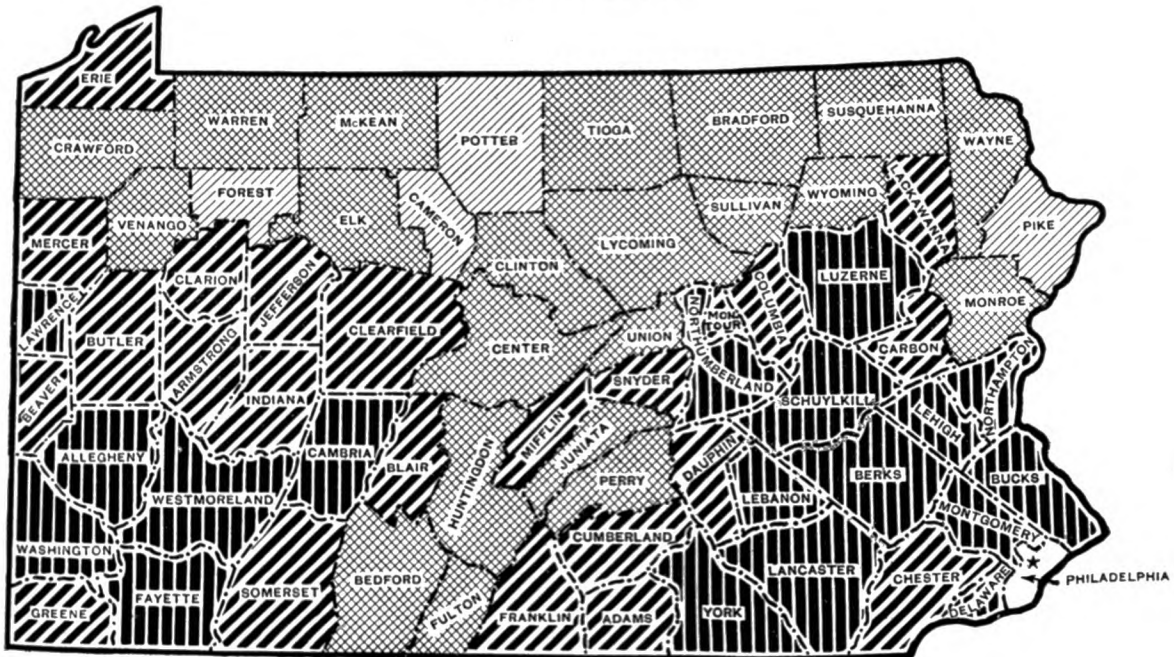 ERIE
WARREN
McKEAN
POTTER
TIOGA
BRADFORD
SUSQUEHANNA
WAYNE
CRAWFORD
FOREST
ELK
CAMERON
SULLIVAN
WYOMING
LACKAWANNA
PIKE
VENANGO
MERCER
CLARION
JEFFERSON
CLINTON
LYCOMING
LUZERNE
MONROE
LAWRENCE
BUTLER
ARMSTRONG
CLEARFIELD
CENTER
UNION
NORTHUMBERLAND
MON
TOUR
COLUMBIA
CARBON
NORTHAMPTON
BEAVER
INDIANA
SNYDER
MIFFLIN
JUNIATA
SCHUYLKILL
LEHIGH
ALLEGHENY
CAMBRIA
BLAIR
HUNTINGDON
PERRY
DAUPHIN
LEBANON
BERKS
BUCKS
WESTMORELAND
MONTGOMERY
WASHINGTON
FAYETTE
SOMERSET
BEDFORD
FULTON
CUMBERLAND
LANCASTER
CHESTER
DELAWARE
PHILADELPHIA
GREENE
FRANKLIN
ADAMS
YORK